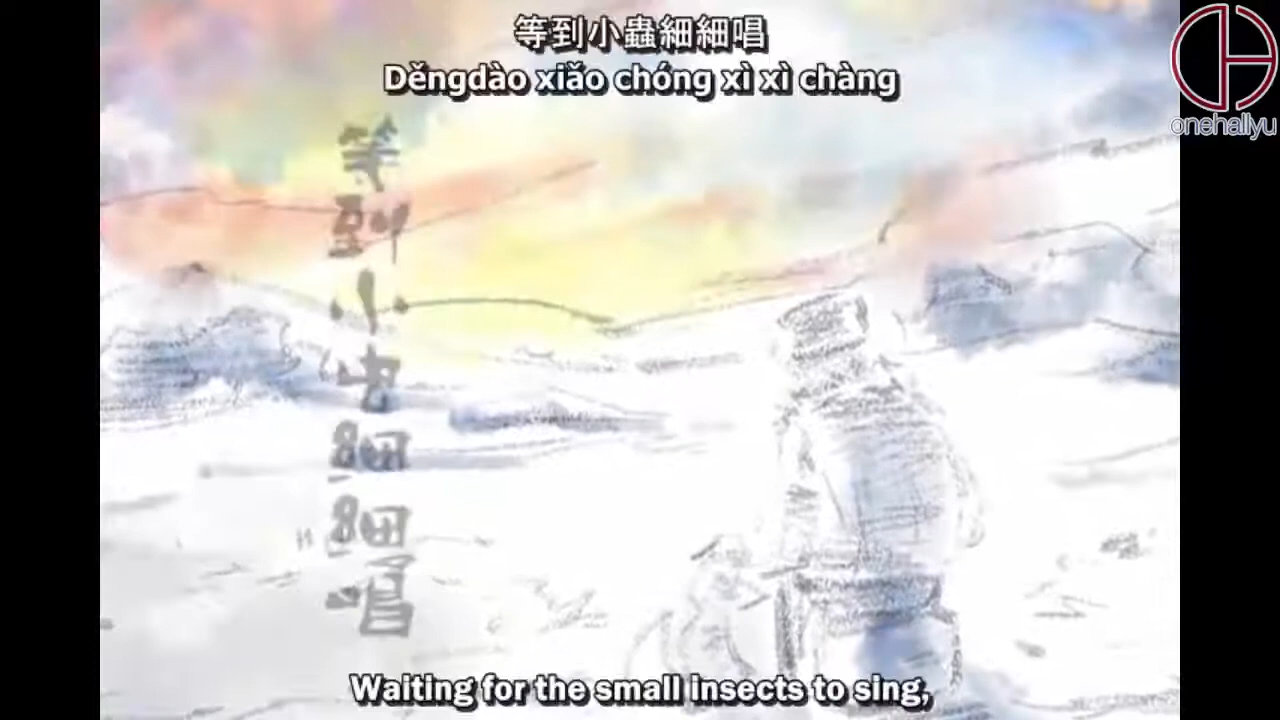 等到小蟲細細唱
Děngdào xiǎo chóng xì xì chàng
onehallyu
等到小虫細細唱
Waiting for the small insects to sing,